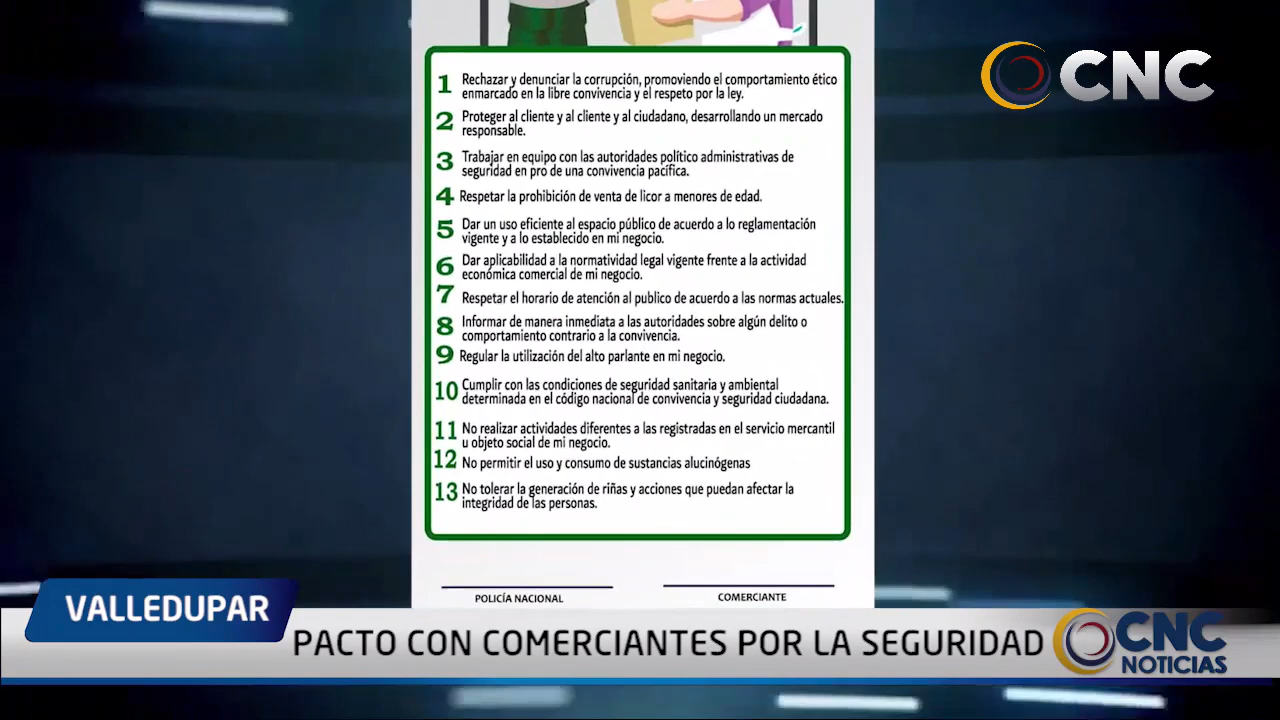 CNC
1 Rechazar y denunciar la corrupción, promoviendo el comportamiento ético
enmarcado en la libre convivencia y el respeto por la ley.
2 Proteger al cliente y al cliente y al ciudadano, desarrollando un mercado
responsable.
3 Trabajar en equipo con las autoridades político administrativas de
seguridad en pro de una convivencia pacífica.
4 Respetar la prohibición de venta de licor a menores de edad.
5 Dar un uso eficiente al espacio público de acuerdo a lo reglamentación
vigente y a lo establecido en mi negocio.
6 Dar aplicabilidad a la normatividad legal vigente frente a la actividad
económica comercial de mi negocio.
7 Respetar el horario de atención al publico de acuerdo a las normas actuales.
8 Informar de manera inmediata a las autoridades sobre algún delito o
comportamiento contrario a la convivencia.
9 Regular la utilización del alto parlante en mi negocio.
10 Cumplir con las condiciones de seguridad sanitaria y ambiental
determinada en el código nacional de convivencia y seguridad ciudadana.
11 No realizar actividades diferentes a las registradas en el servicio mercantil
u objeto social de mi negocio.
12 No permitir el uso y consumo de sustancias alucinógenas
13 No tolerar la generación de riñas y acciones que puedan afectar la
integridad de las personas.
POLICÍA NACIONAL
COMERCIANTE
VALLEDUPAR
PACTO CON COMERCIANTES POR LA SEGURIDAD
CNC
NOTICIAS